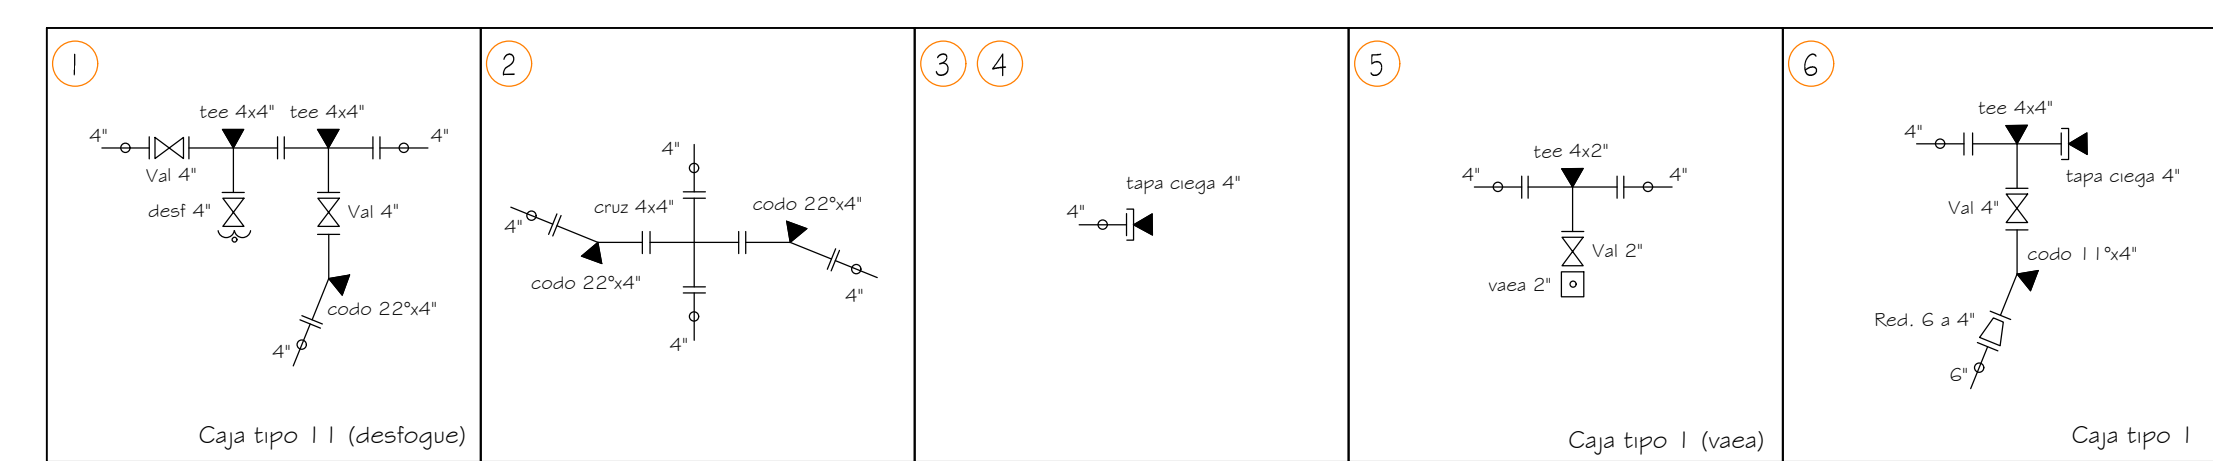 1
tee 4x4" tee 4x4"
4" 4"
Val 4"
desf 4" Val 4"
codo 22°x4"
4"
Caja tipo 11 (desfogue)
2
4"
cruz 4x4" codo 22°x4"
4"
codo 22°x4"
4"
4"
3 4
tapa ciega 4"
4"
5
tee 4x2"
4" 4"
Val 2"
vaea 2"
Caja tipo 1 (vaea)
6
tee 4x4"
4"
tapa ciega 4"
Val 4"
codo 11°x4"
Red. 6 a 4"
6"
Caja tipo 1